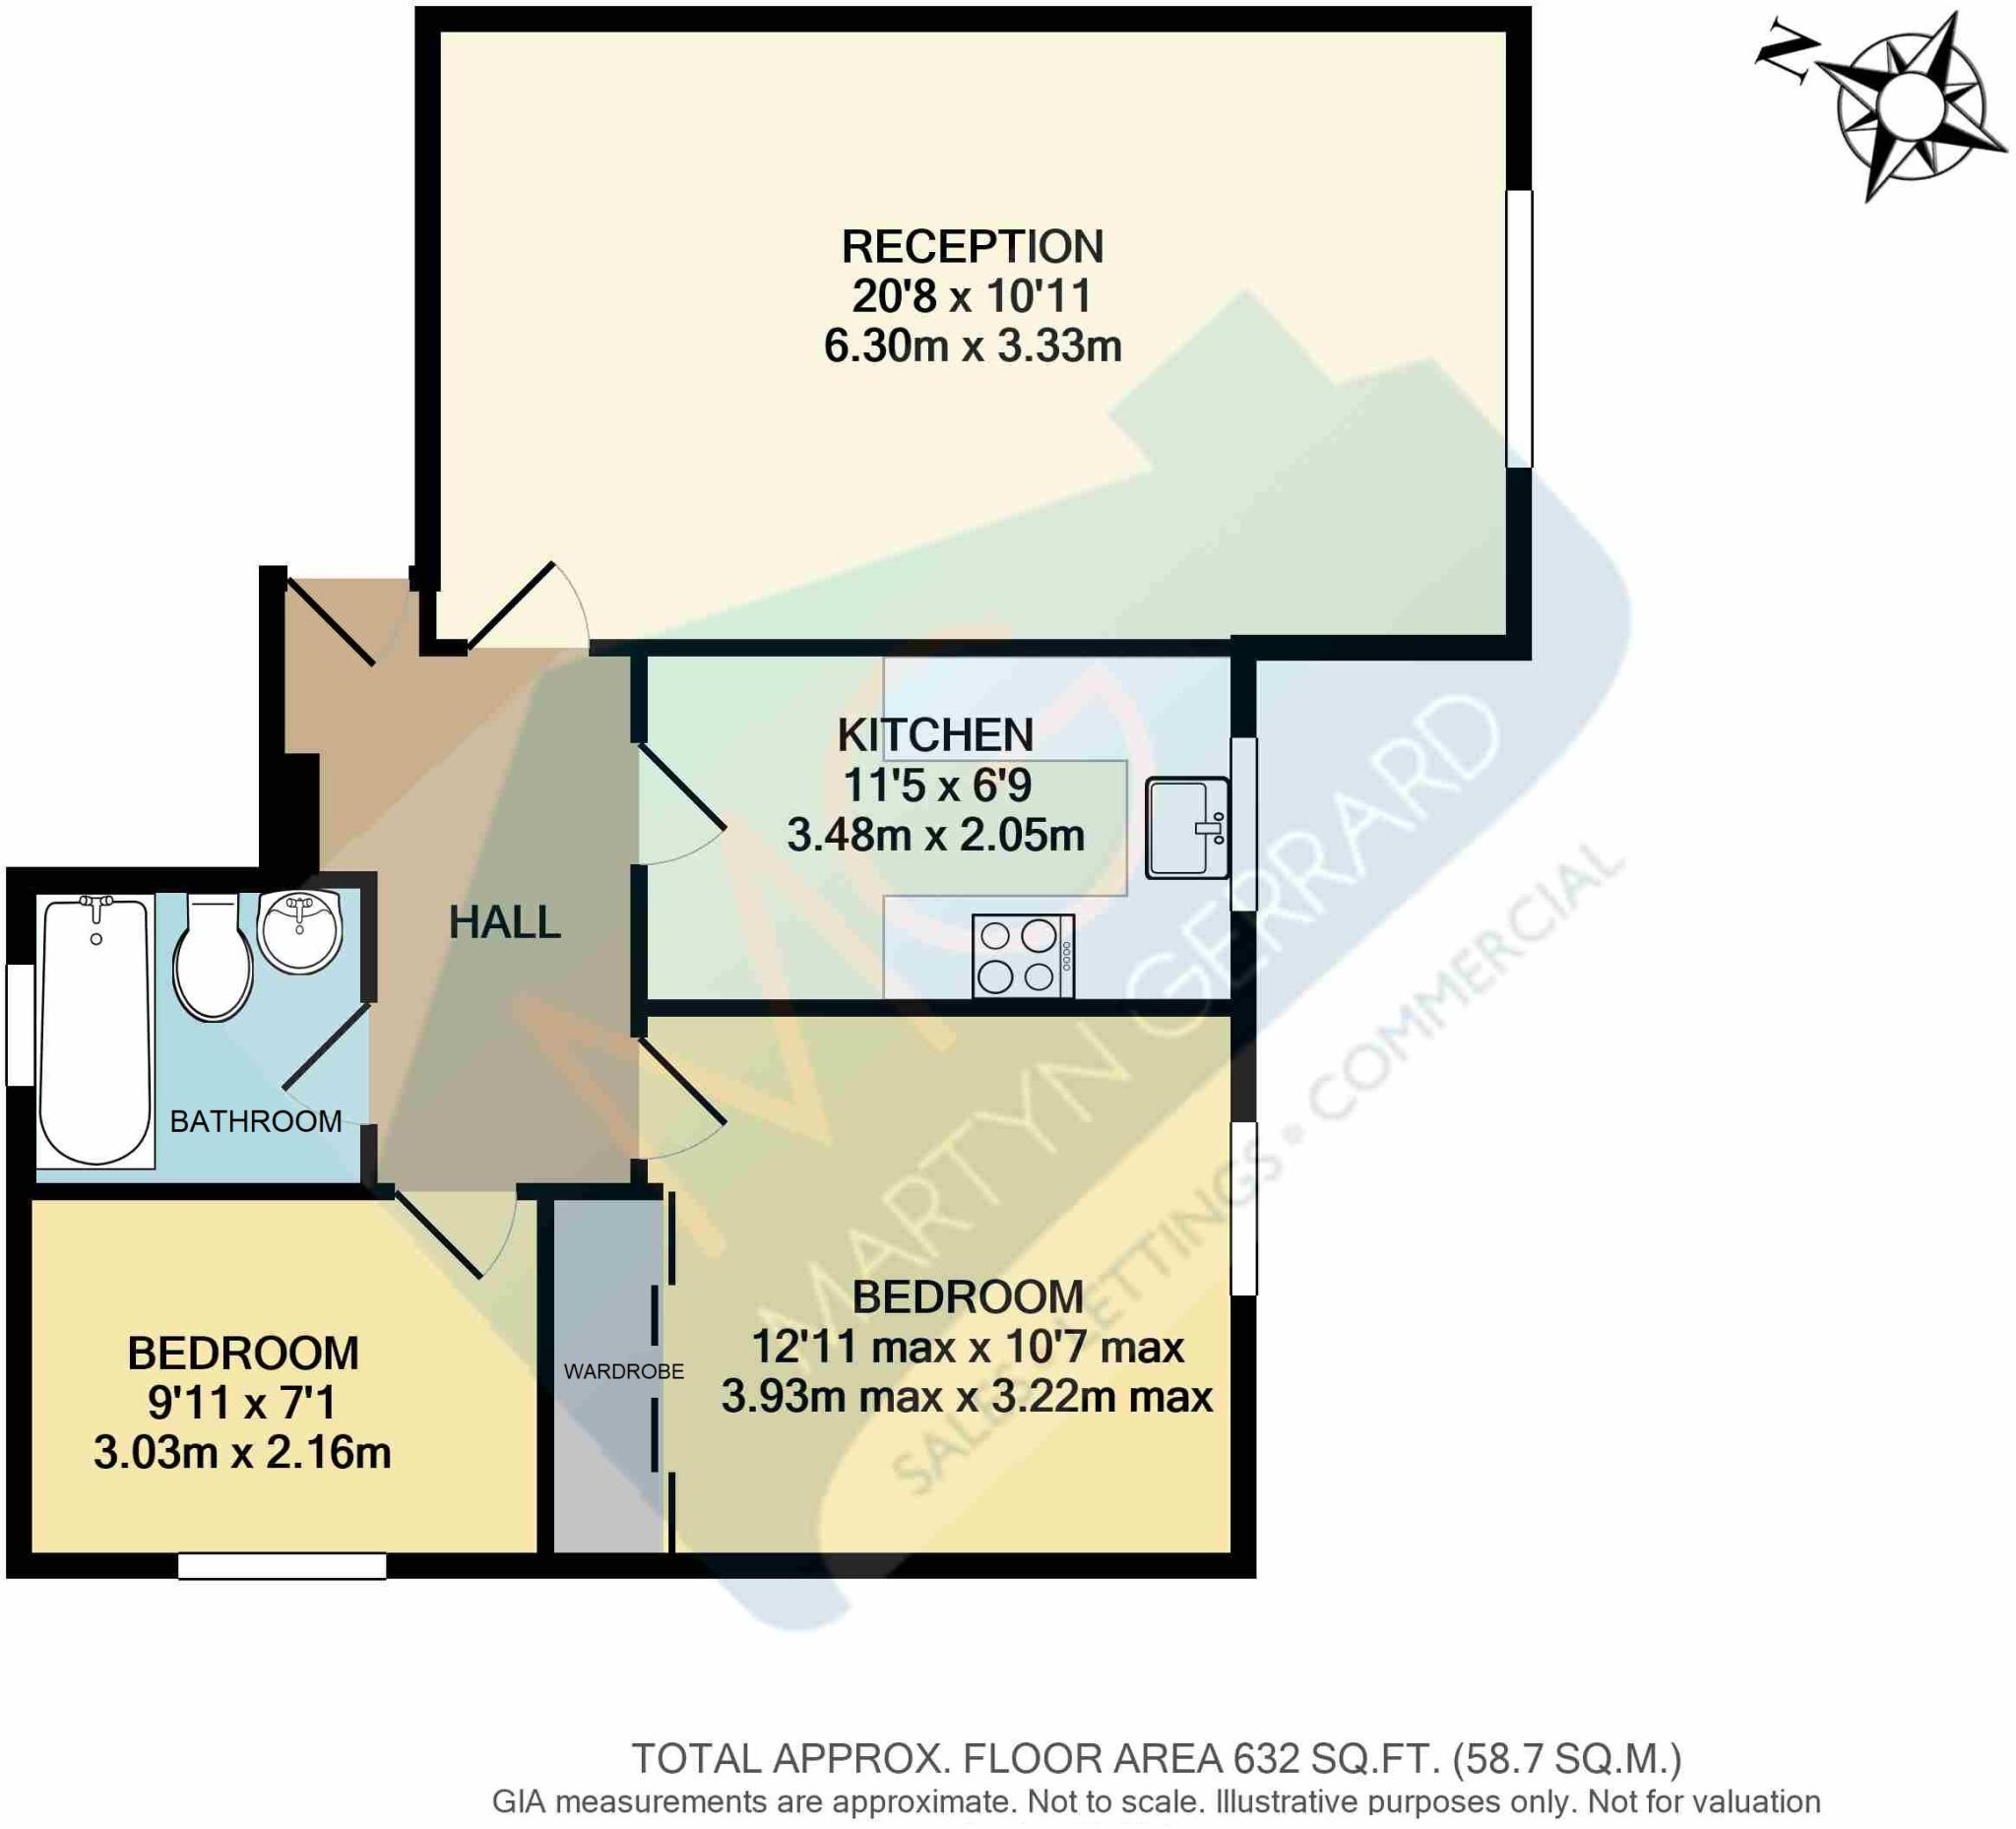 N
RECEPTION
20'8 x 10'11
6.30m x 3.33m
KITCHEN
11'5 x 6'9
3.48m x 2.05m
HALL
BATHROOM
BEDROOM
12'11 max x 10'7 max
3.93m max x 3.22m max
WARDROBE
BEDROOM
9'11 x 7'1
3.03m x 2.16m
MG
MARTYN GERRARD
SALES • LETTINGS • COMMERCIAL
TOTAL APPROX. FLOOR AREA 632 SQ.FT. (58.7 SQ.M.)
GIA measurements are approximate. Not to scale. Illustrative purposes only. Not for valuation